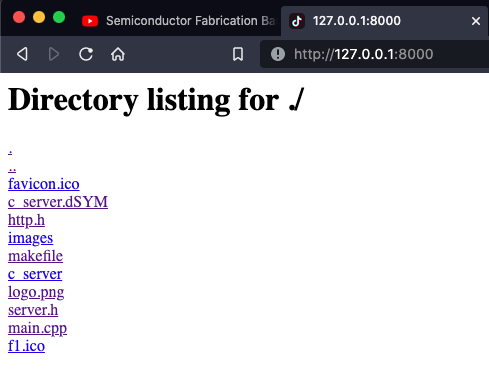 Semiconductor Fabrication Ba
127.0.0.1:8000
http://127.0.0.1:8000
Directory listing for ./
.
..
favicon.ico
c_server.dSYM
http.h
images
makefile
c_server
logo.png
server.h
main.cpp
f1.ico